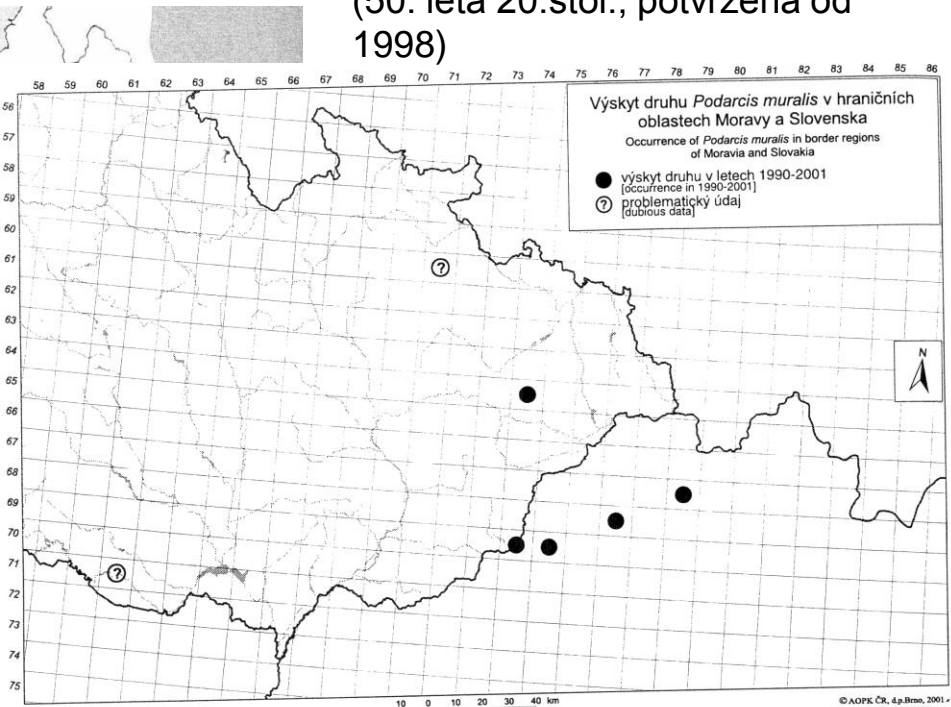 (50. léta 20.stol., potvrzena od
1998)
58 59 60 61 62 63 64 65 66 67 68 69 70 71 72 73 74 75 76 77 78 79 80 81 82 83 84 85 86
56
57
58
59
60
61
62
63
64
65
66
67
68
69
70
71
72
73
74
75
Výskyt druhu Podarcis muralis v hraničních
oblastech Moravy a Slovenska
Occurrence of Podarcis muralis in border regions
of Moravia and Slovakia
výskyt druhu v letech 1990-2001
[occurrence in 1990-2001]
? problematický údaj
[dubious data]
?
N
?
10 0 10 20 30 40 km
© AOPK ČR, d.p.Brno, 2001